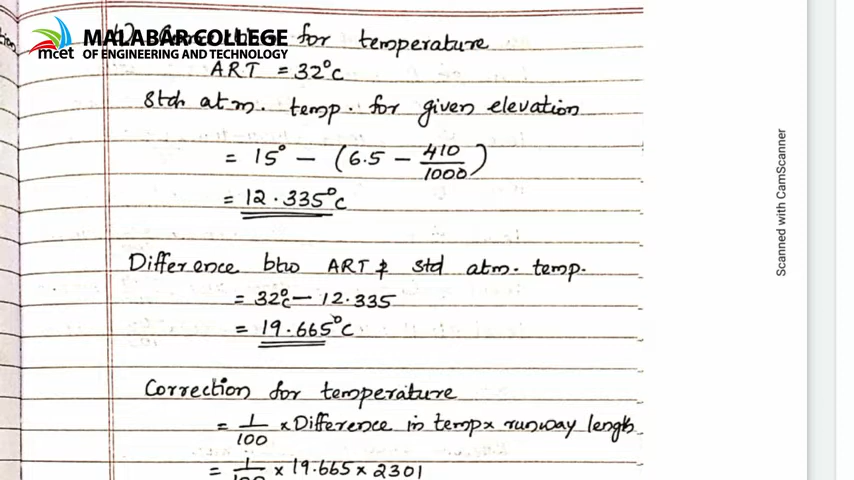 MALABAR COLLEGE
OF ENGINEERING AND TECHNOLOGY
mcet
for temperature
ART = 32°C
Std atm. temp. for given elevation
= 15° - (6.5 - 410/1000)
= 12.335°C
Difference btw ART & std atm. temp.
= 32°C - 12.335
= 19.665°C
Correction for temperature
= 1/100 × Difference in temp × runway length
= 1/100 × 19.665 × 2301
Scanned with CamScanner